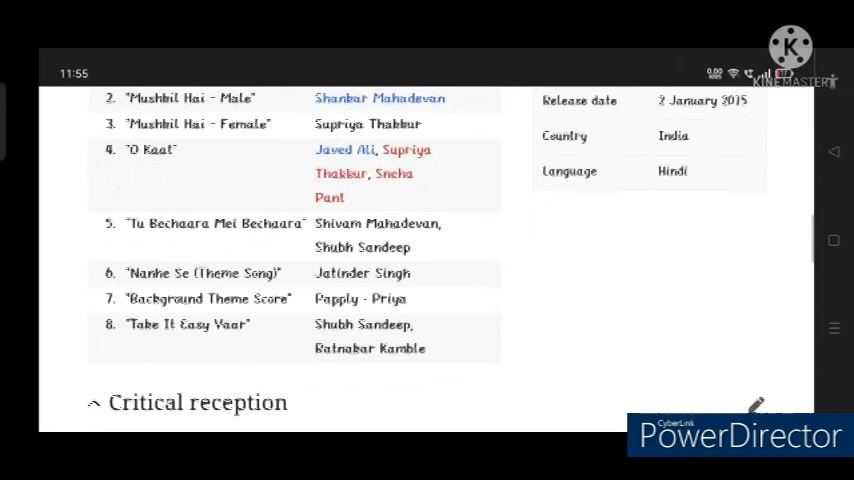 11:55
KINEMASTER
2. "Mushkil Hai - Male" Shankar Mahadevan
3. "Mushkil Hai - Female" Supriya Thakkur
4. "O Kaat" Javed Ali, Supriya
Thakkur, Sneha
Pant
5. "Tu Bechaara Mei Bechaara" Shivam Mahadevan,
Shubh Sandeep
6. "Nanhe Se (Theme Song)" Jatinder Singh
7. "Background Theme Score" Papply - Priya
8. "Take It Easy Yaar" Shubh Sandeep,
Ratnakar Kamble
Release date 2 January 2015
Country India
Language Hindi
Critical reception
CyberLink
PowerDirector